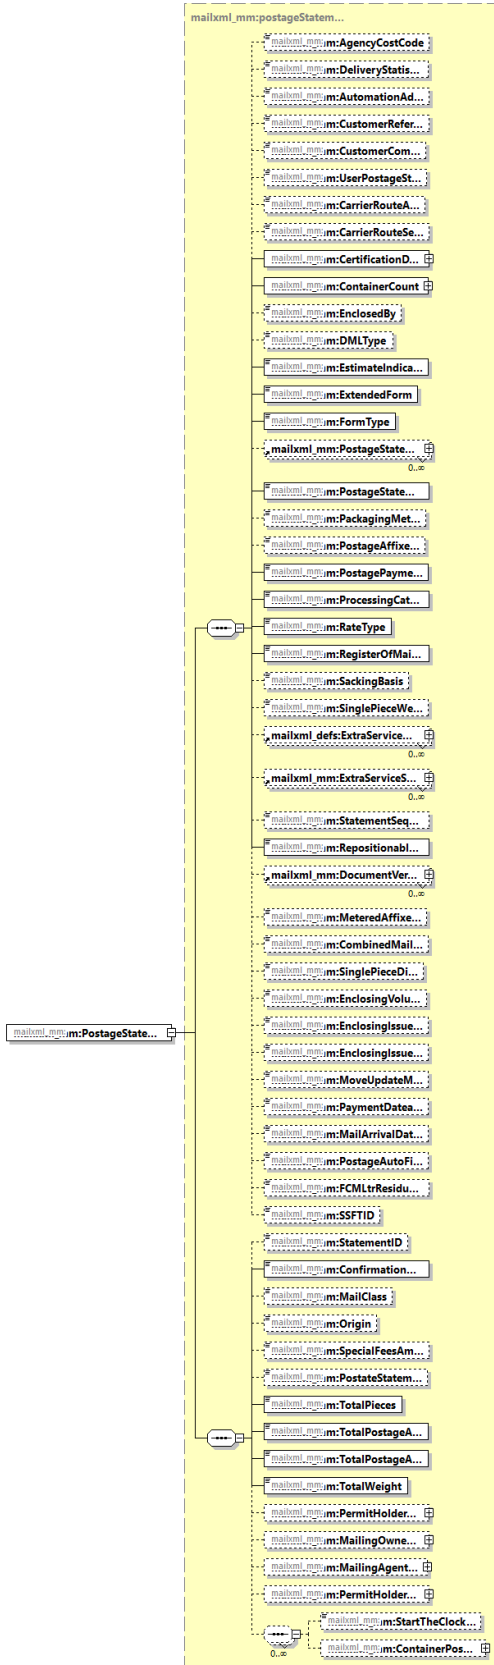 mailxml_mm:postageStatem...
mailxml_mm:AgencyCostCode
mailxml_mm:DeliveryStatis...
mailxml_mm:AutomationAd...
mailxml_mm:CustomerRefer...
mailxml_mm:CustomerCom...
mailxml_mm:UserPostageSt...
mailxml_mm:CarrierRouteA...
mailxml_mm:CarrierRouteSe...
mailxml_mm:CertificationD...
mailxml_mm:ContainerCount
mailxml_mm:EnclosedBy
mailxml_mm:DMLType
mailxml_mm:EstimateIndica...
mailxml_mm:ExtendedForm
mailxml_mm:FormType
mailxml_mm:PostageState...
0..∞
mailxml_mm:PostageState...
mailxml_mm:PackagingMet...
mailxml_mm:PostageAffixe...
mailxml_mm:PostagePayme...
mailxml_mm:ProcessingCat...
mailxml_mm:RateType
mailxml_mm:RegisterOfMai...
mailxml_mm:SackingBasis
mailxml_mm:SinglePieceWe...
mailxml_defs:ExtraService...
0..∞
mailxml_mm:ExtraServiceS...
0..∞
mailxml_mm:StatementSeq...
mailxml_mm:Repositionabl...
mailxml_mm:DocumentVer...
0..∞
mailxml_mm:MeteredAffixe...
mailxml_mm:CombinedMail...
mailxml_mm:SinglePieceDi...
mailxml_mm:EnclosingVolu...
mailxml_mm:EnclosingIssue...
mailxml_mm:PostageState...
mailxml_mm:EnclosingIssue...
mailxml_mm:MoveUpdateM...
mailxml_mm:PaymentDatea...
mailxml_mm:MailArrivalDat...
mailxml_mm:PostageAutoFi...
mailxml_mm:FCMLtrResidu...
mailxml_mm:SSFTID
mailxml_mm:StatementID
mailxml_mm:Confirmation...
mailxml_mm:MailClass
mailxml_mm:Origin
mailxml_mm:SpecialFeesAm...
mailxml_mm:PostateStatem...
mailxml_mm:TotalPieces
mailxml_mm:TotalPostageA...
mailxml_mm:TotalPostageA...
mailxml_mm:TotalWeight
mailxml_mm:PermitHolder...
mailxml_mm:MailingOwne...
mailxml_mm:MailingAgent...
mailxml_mm:PermitHolder...
mailxml_mm:StartTheClock...
mailxml_mm:ContainerPos...
0..∞